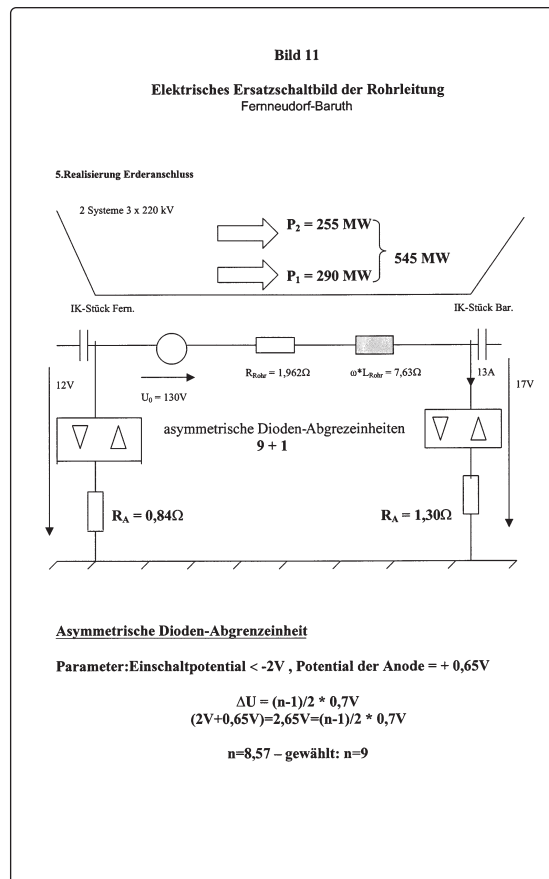 Bild 11
Elektrisches Ersatzschaltbild der Rohrleitung
Fernneudorf-Baruth
5.Realisierung Erderanschluss
2 Systeme 3 x 220 kV
P₂ = 255 MW
545 MW
P₁ = 290 MW
IK-Stück Fern.
IK-Stück Bar.
12V
U₀ = 130V
R_Rohr = 1,962Ω
ω*L_Rohr = 7,63Ω
13A
17V
asymmetrische Dioden-Abgrezeinheiten
9 + 1
R_A = 0,84Ω
R_A = 1,30Ω
Asymmetrische Dioden-Abgrenzeinheit
Parameter:Einschaltpotential < -2V , Potential der Anode = + 0,65V
ΔU = (n-1)/2 * 0,7V
(2V+0,65V)=2,65V=(n-1)/2 * 0,7V
n=8,57 – gewählt: n=9